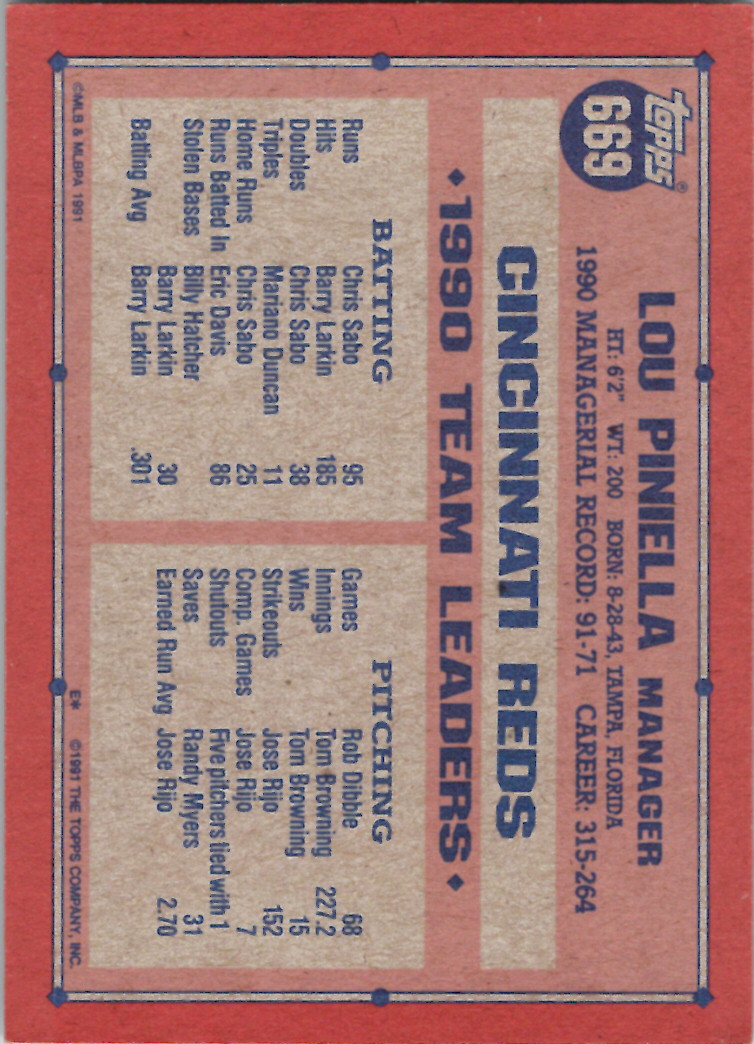 topps®
669
LOU PINIELLA MANAGER
HT: 6'2" WT: 200 BORN: 8-28-43, TAMPA, FLORIDA
1990 MANAGERIAL RECORD: 91-71 CAREER: 315-264
CINCINNATI REDS
♦1990 TEAM LEADERS♦
BATTING
Runs Chris Sabo 95
Hits Barry Larkin 185
Doubles Chris Sabo 38
Triples Mariano Duncan 11
Home Runs Chris Sabo 25
Runs Batted In Eric Davis 86
Stolen Bases Billy Hatcher
Barry Larkin 30
Batting Avg Barry Larkin .301
PITCHING
Games Rob Dibble 68
Innings Tom Browning 227.2
Wins Tom Browning 15
Strikeouts Jose Rijo 152
Comp. Games Jose Rijo 7
Shutouts Five pitchers tied with 1
Saves Randy Myers 31
Earned Run Avg Jose Rijo 2.70
©MLB & MLBPA 1991 E* ©1991 THE TOPPS COMPANY, INC.